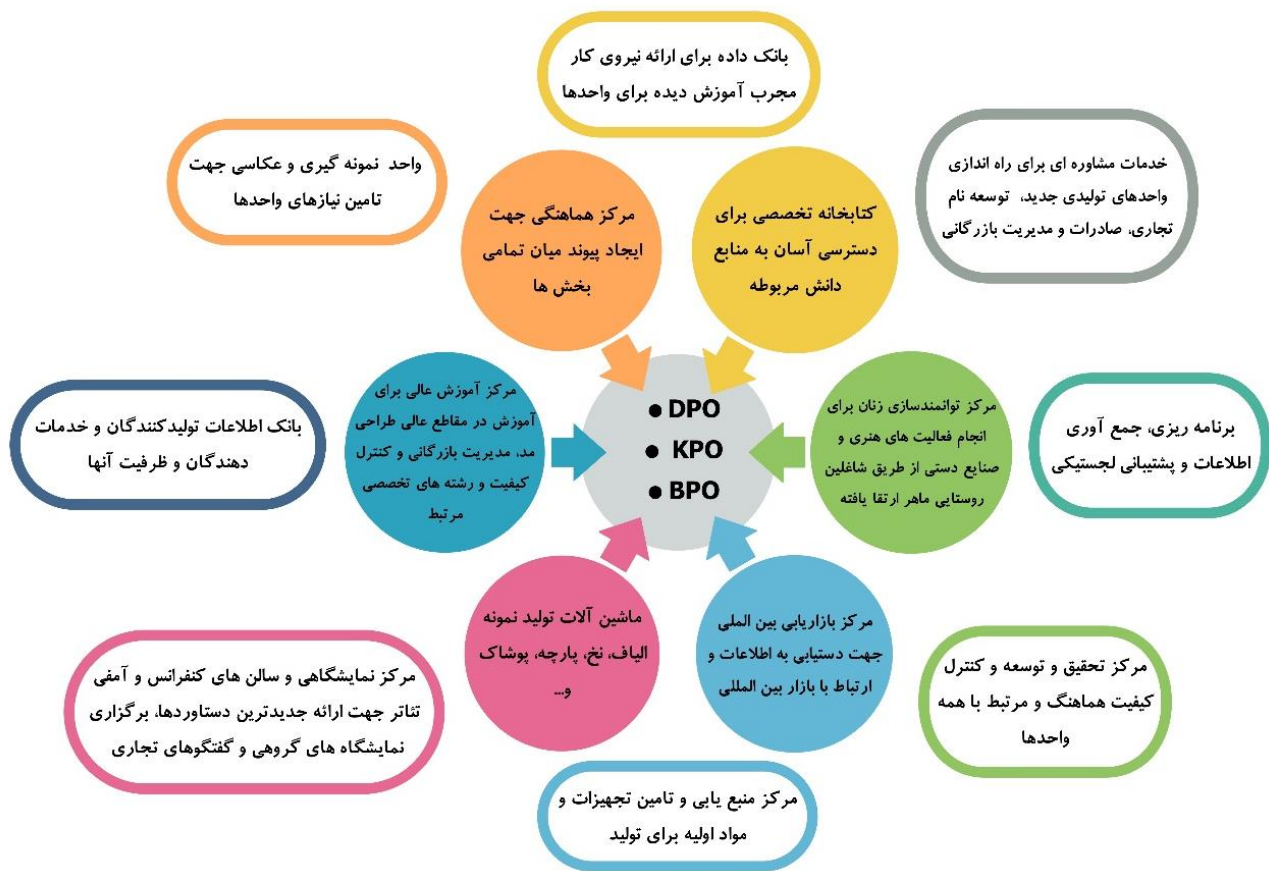 بانک داده برای ارائه نیروی کار
مجرب آموزش دیده برای واحدها
خدمات مشاوره ای برای راه اندازی
واحدهای تولیدی جدید، توسعه نام
تجاری، صادرات و مدیریت بازرگانی
واحد نمونه گیری و عکاسی جهت
تامین نیازهای واحدها
کتابخانه تخصصی برای
دسترسی آسان به منابع
دانش مربوطه
مرکز هماهنگی جهت
ایجاد پیوند میان تمامی
بخش ها
برنامه ریزی، جمع آوری
اطلاعات و پشتیبانی لجستیکی
مرکز توانمندسازی زنان برای
انجام فعالیت های هنری و
صنایع دستی از طریق شاغلین
روستایی ماهر ارتقا یافته
● DPO
● KPO
● BPO
مرکز آموزش عالی برای
آموزش در مقاطع عالی طراحی
مد، مدیریت بازرگانی و کنترل
کیفیت و رشته های تخصصی
مرتبط
بانک اطلاعات تولیدکنندگان و خدمات
دهندگان و ظرفیت آنها
مرکز تحقیق و توسعه و کنترل
کیفیت هماهنگ و مرتبط با همه
واحدها
مرکز بازاریابی بین الملی
جهت دستیابی به اطلاعات و
ارتباط با بازار بین المللی
ماشین آلات تولید نمونه
الیاف، نخ، پارچه، پوشاک
و...
مرکز نمایشگاهی و سالن های کنفرانس و آمفی
تئاتر جهت ارائه جدیدترین دستاوردها، برگزاری
نمایشگاه های گروهی و گفتگوهای تجاری
مرکز منبع یابی و تامین تجهیزات و
مواد اولیه برای تولید